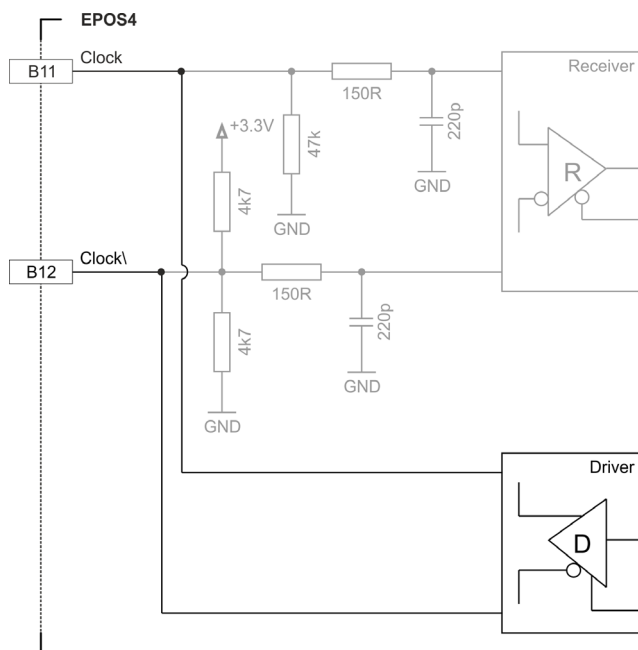 EPOS4
B11
Clock
Receiver
150R
+3.3V
47k
220p
R
GND
4k7
GND
B12
Clock\
150R
220p
4k7
GND
GND
Driver
D